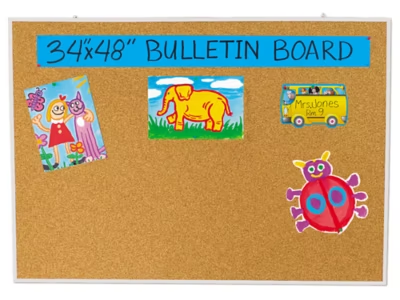 34"x48" BULLETIN BOARD
Mrs. Jones
Rm 9